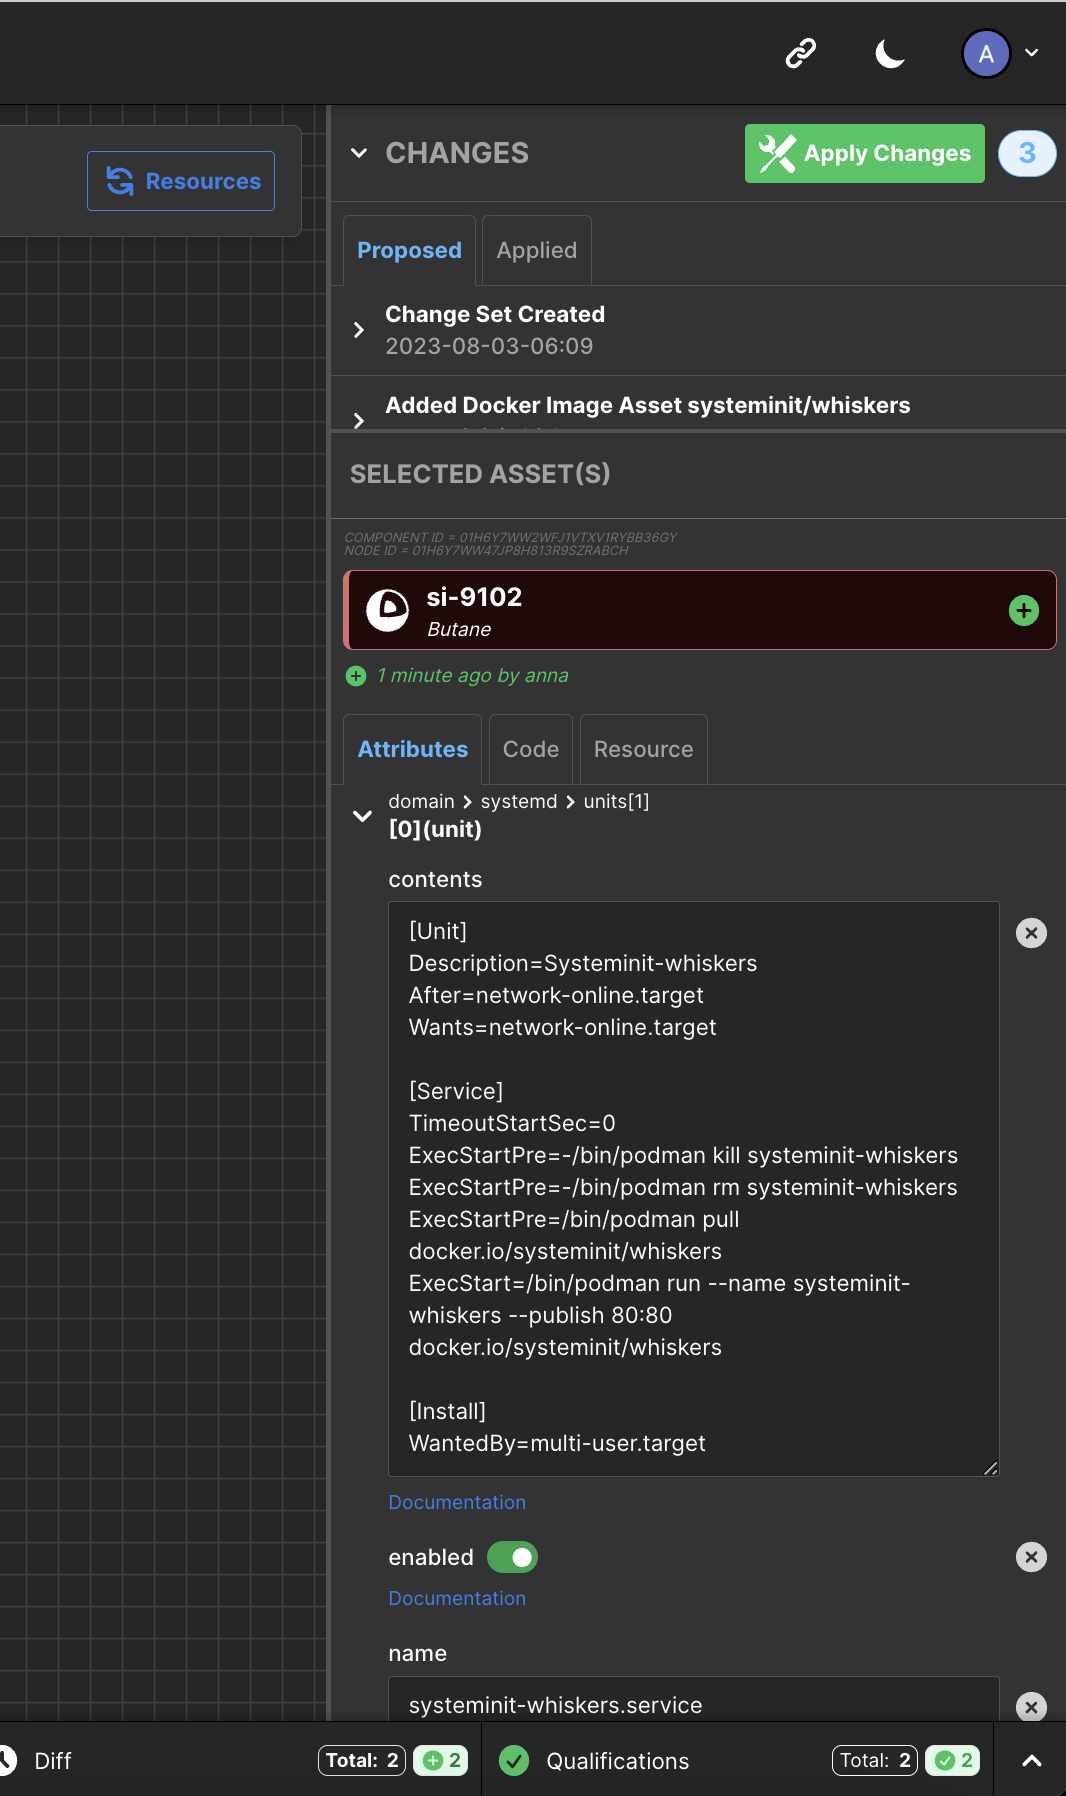 A
Resources
CHANGES
Apply Changes
3
Proposed
Applied
Change Set Created
2023-08-03-06:09
Added Docker Image Asset systeminit/whiskers
SELECTED ASSET(S)
COMPONENT ID = 01H6Y7WW2WFJ1VTXV1RYBB36GY
NODE ID = 01H6Y7WW47JP8H813R9SZRABCH
si-9102
Butane
1 minute ago by anna
Attributes
Code
Resource
domain > systemd > units[1]
[0](unit)
contents
[Unit]
Description=Systeminit-whiskers
After=network-online.target
Wants=network-online.target
[Service]
TimeoutStartSec=0
ExecStartPre=-/bin/podman kill systeminit-whiskers
ExecStartPre=-/bin/podman rm systeminit-whiskers
ExecStartPre=/bin/podman pull
docker.io/systeminit/whiskers
ExecStart=/bin/podman run --name systeminit-
whiskers --publish 80:80
docker.io/systeminit/whiskers
[Install]
WantedBy=multi-user.target
Documentation
enabled
Documentation
name
systeminit-whiskers.service
Diff
Total: 2
2
Qualifications
Total: 2
2